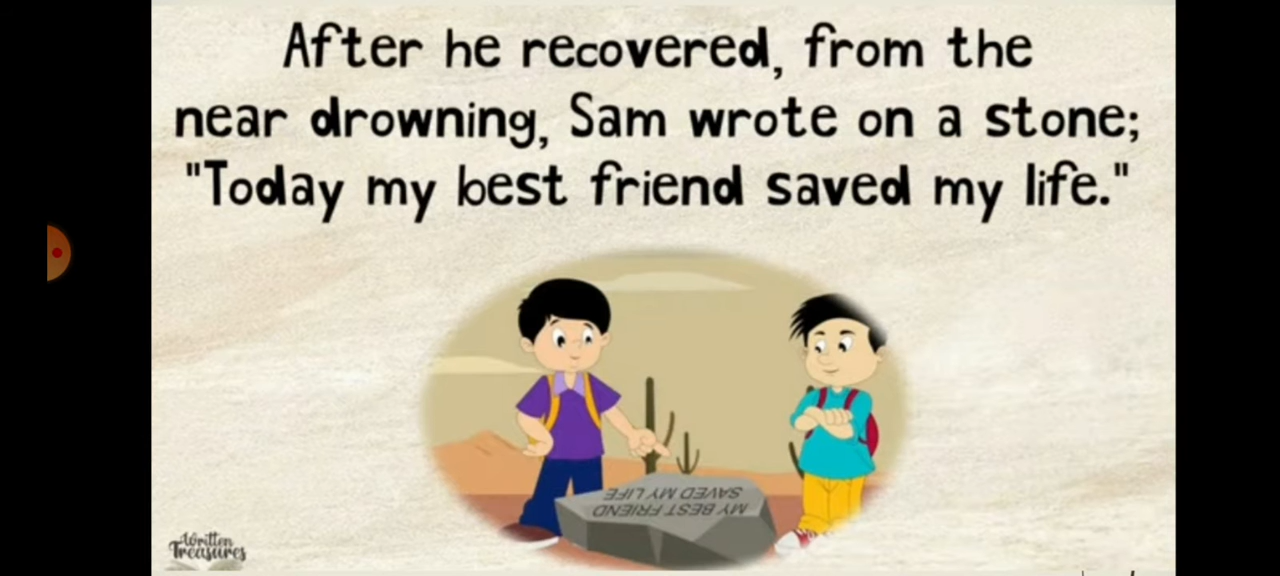 After he recovered, from the
near drowning, Sam wrote on a stone;
"Today my best friend saved my life."
MY BEST FRIEND
SAVED MY LIFE
Written
Treasures